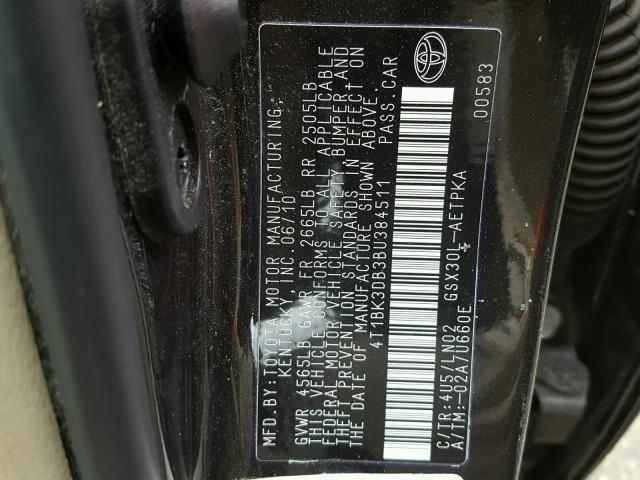 MFD.BY:TOYOTA MOTOR MANUFACTURING,
KENTUCKY, INC.06/10
GVWR 4585LB GAWR FR 2665LB RR 2505LB
THIS VEHICLE CONFORMS TO ALL APPLICABLE
FEDERAL MOTOR VEHICLE SAFETY, BUMPER, AND
THEFT PREVENTION STANDARDS IN EFFECT ON
THE DATE OF MANUFACTURE SHOWN ABOVE.
4T1BK3DB3BU384511 PASS.CAR
C/TR:4U5/LN02 GSX30L-AETPKA
A/TM:-02A/U660E
00583